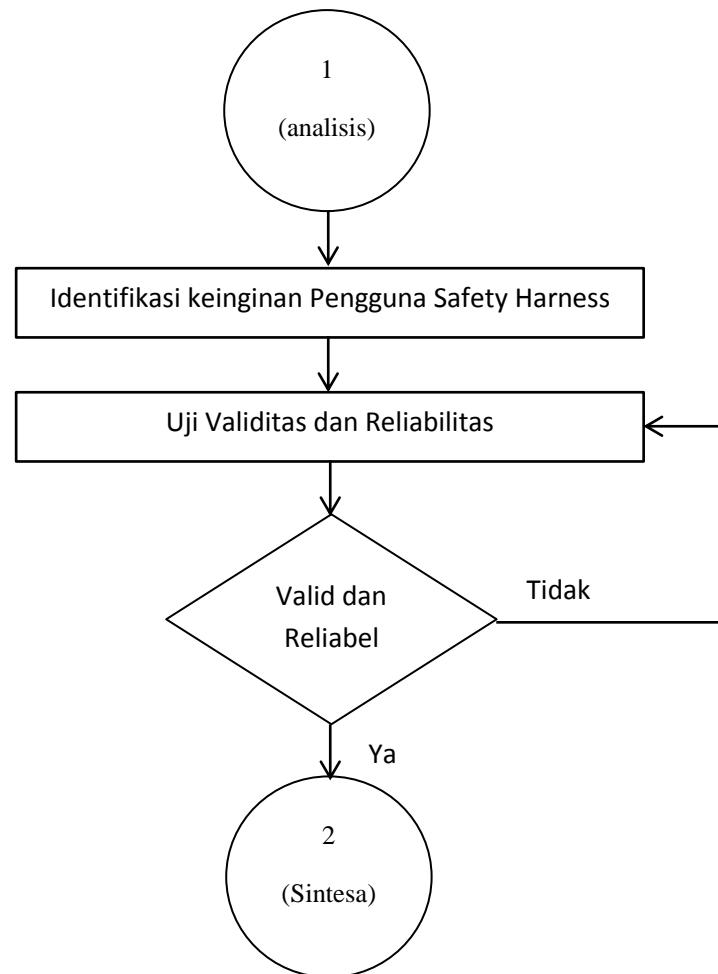 1
(analisis)
Identifikasi keinginan Pengguna Safety Harness
Uji Validitas dan Reliabilitas
Valid dan
Reliabel
Tidak
Ya
2
(Sintesa)